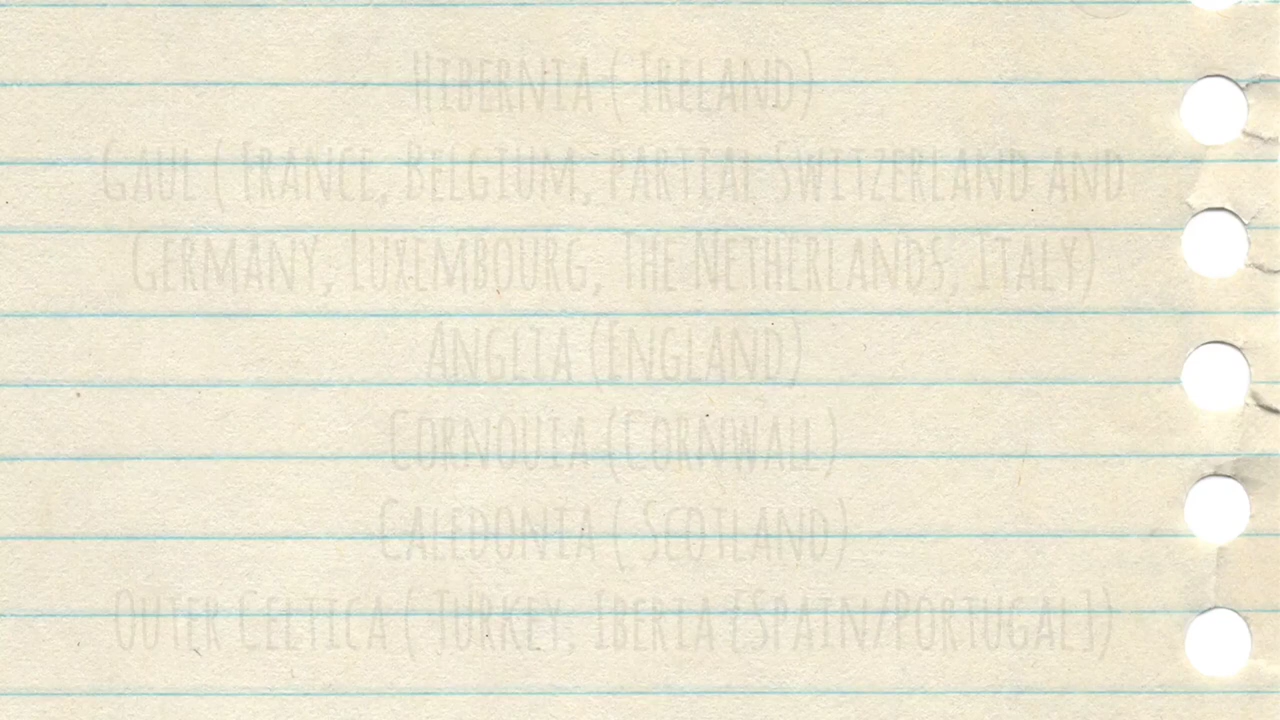 HIBERNIA ( IRELAND)
GAUL ( FRANCE, BELGIUM, PARTIAL SWITZERLAND AND
GERMANY, LUXEMBOURG, THE NETHERLANDS, ITALY)
ANGLIA (ENGLAND)
CORNOUIA (CORNWALL)
CALEDONIA ( SCOTLAND)
OUTER CELTICA ( TURKEY, IBERIA [SPAIN/PORTUGAL])